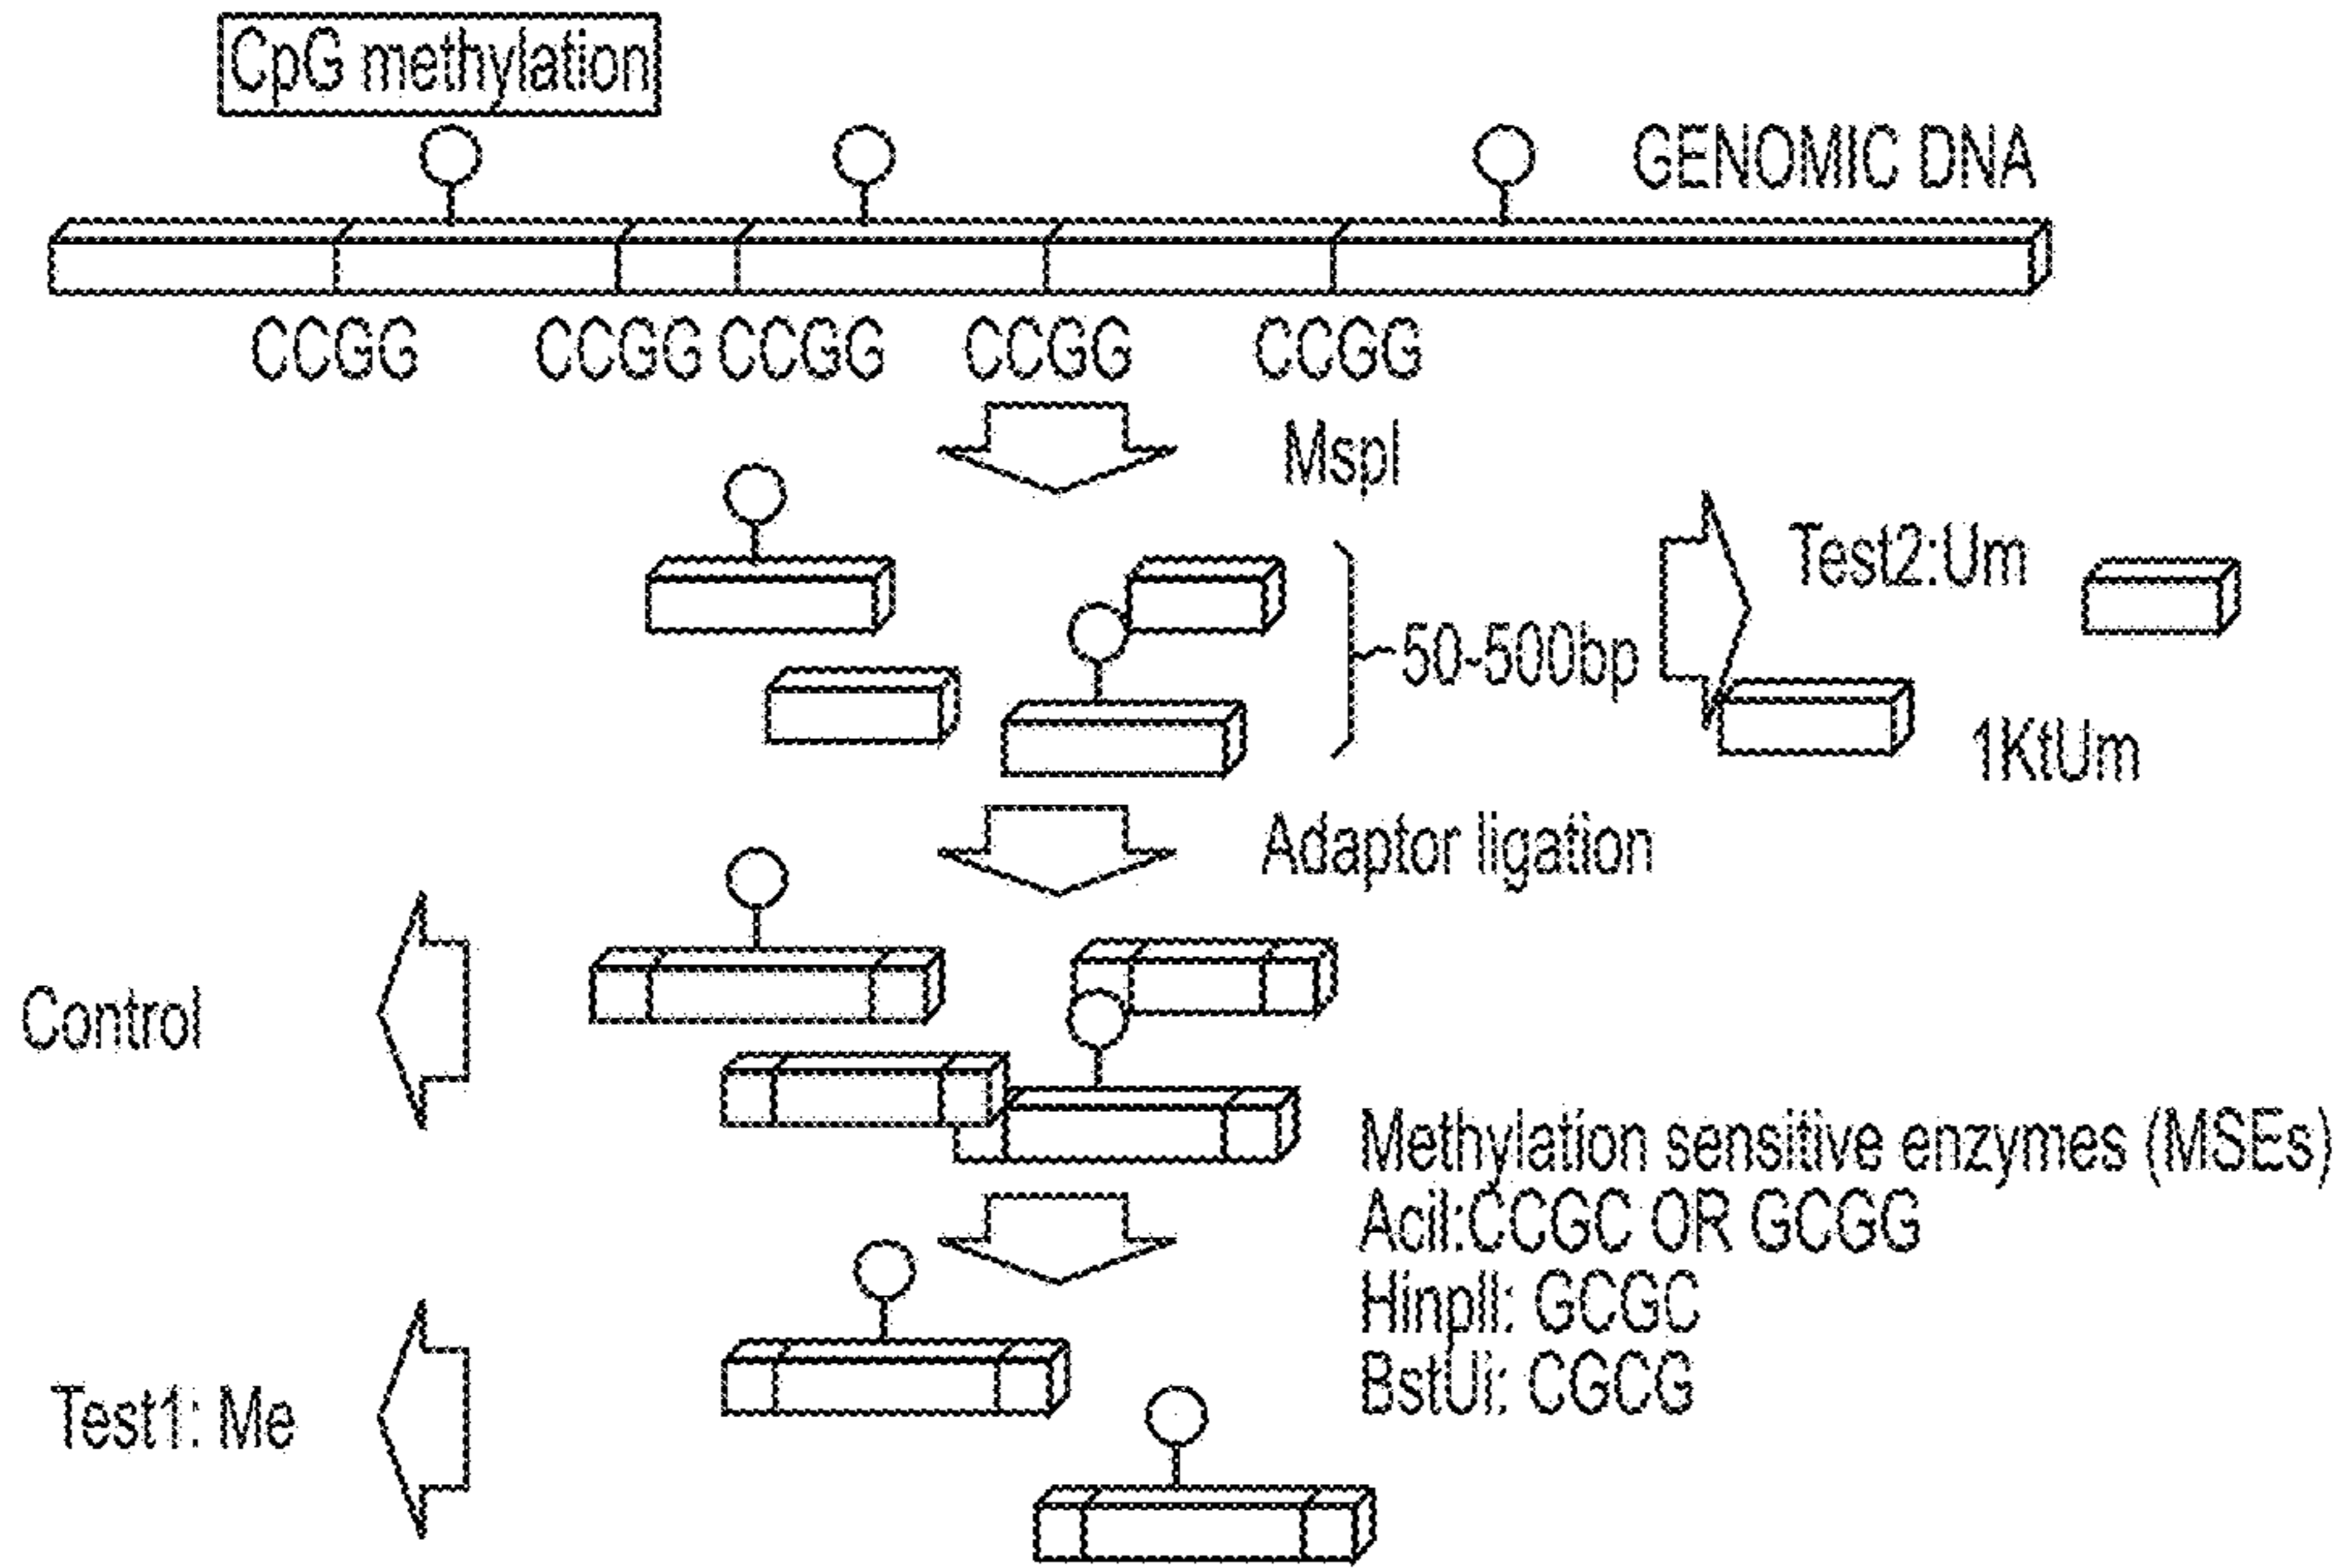 CpG methylation
GENOMIC DNA
CCGG CCGG CCGG CCGG CCGG
MspI
50-500bp
Test2:Um
1KtUm
Adaptor ligation
Control
Methylation sensitive enzymes (MSEs)
AciI:CCGC OR GCGG
HinpII: GCGC
BstUi: CGCG
Test1: Me